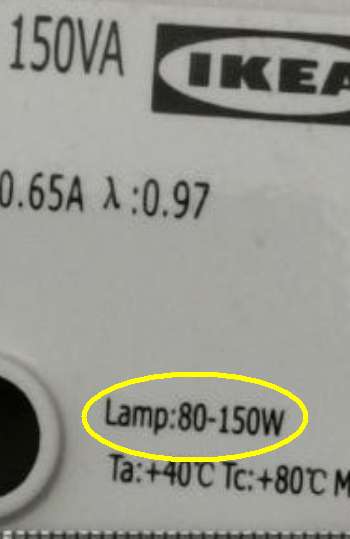 150VA
IKEA
0.65A λ:0.97
Lamp:80-150W
Ta:+40°C Tc:+80°C M